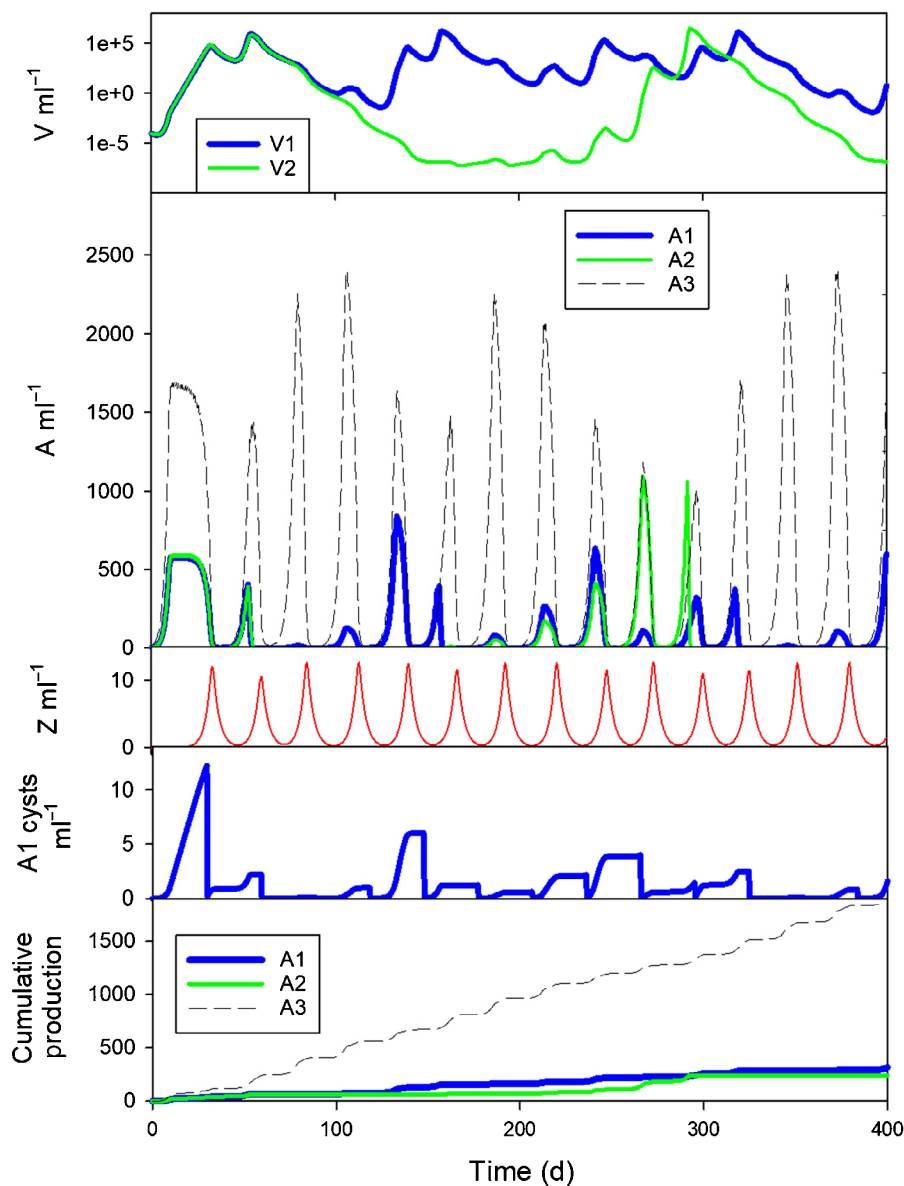 V ml⁻¹
1e+5
1e+0
1e-5
V1
V2
A ml⁻¹
2500
2000
1500
1000
500
0
A1
A2
A3
Z ml⁻¹
10
0
A1 cysts
ml⁻¹
10
5
0
Cumulative
production
1500
1000
500
0
A1
A2
A3
0 100 200 300 400
Time (d)